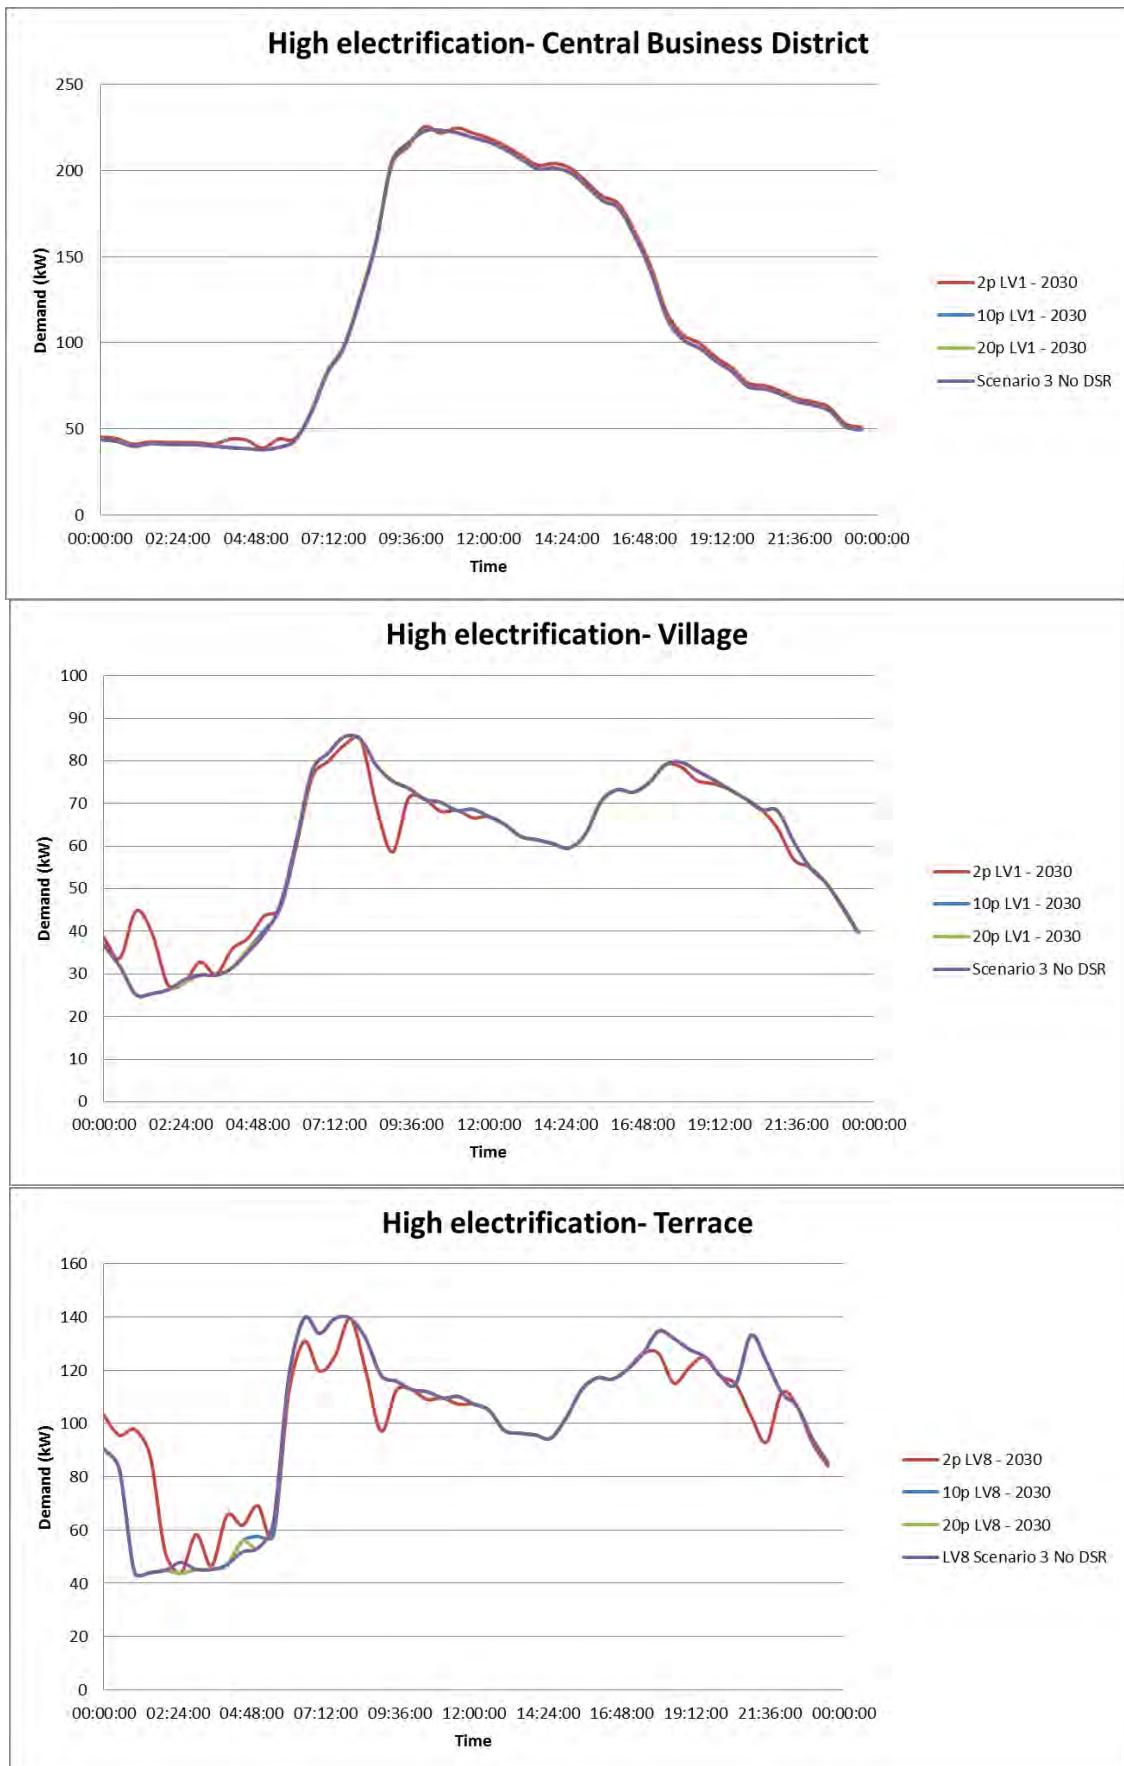 High electrification- Central Business District
250
200
150
100
50
0
Demand (kW)
00:00:00 02:24:00 04:48:00 07:12:00 09:36:00 12:00:00 14:24:00 16:48:00 19:12:00 21:36:00 00:00:00
Time
2p LV1 - 2030
10p LV1 - 2030
20p LV1 - 2030
Scenario 3 No DSR
High electrification- Village
100
90
80
70
60
50
40
30
20
10
0
Demand (kW)
00:00:00 02:24:00 04:48:00 07:12:00 09:36:00 12:00:00 14:24:00 16:48:00 19:12:00 21:36:00 00:00:00
Time
2p LV1 - 2030
10p LV1 - 2030
20p LV1 - 2030
Scenario 3 No DSR
High electrification- Terrace
160
140
120
100
80
60
40
20
0
Demand (kW)
00:00:00 02:24:00 04:48:00 07:12:00 09:36:00 12:00:00 14:24:00 16:48:00 19:12:00 21:36:00 00:00:00
Time
2p LV8 - 2030
10p LV8 - 2030
20p LV8 - 2030
LV8 Scenario 3 No DSR